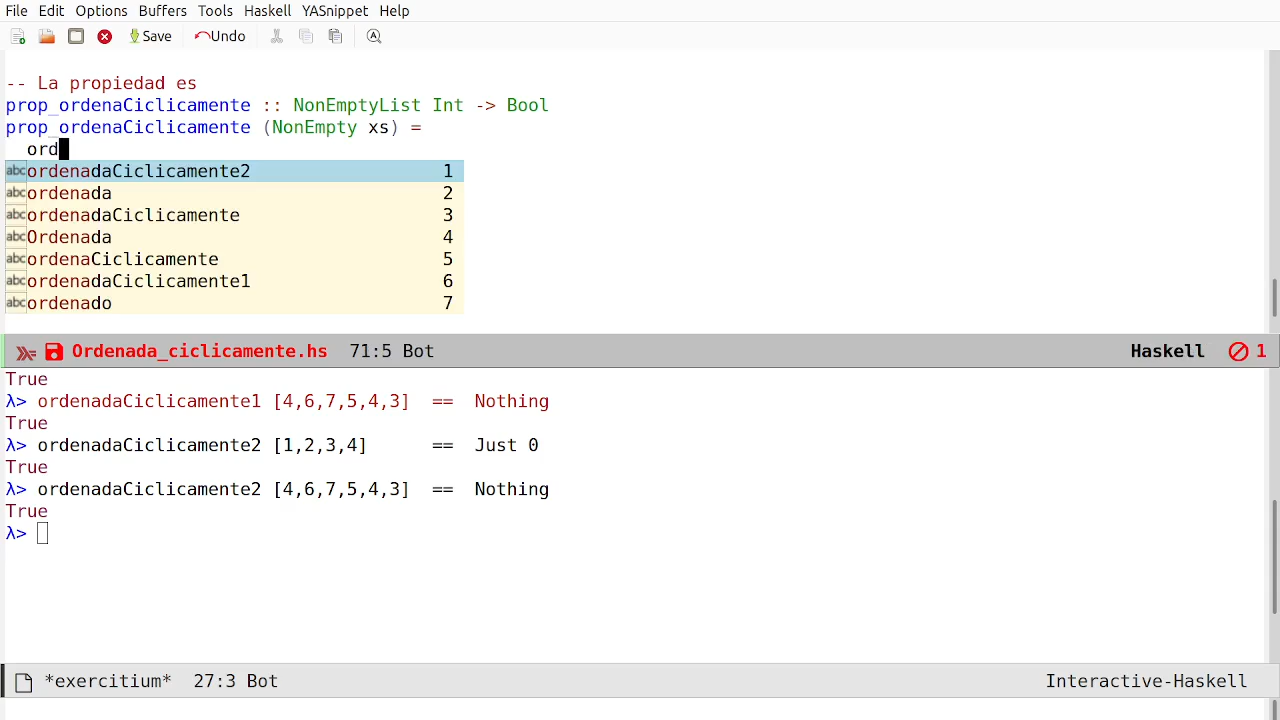 File Edit Options Buffers Tools Haskell YASnippet Help
Save Undo
-- La propiedad es
prop_ordenaCiclicamente :: NonEmptyList Int -> Bool
prop_ordenaCiclicamente (NonEmpty xs) =
ord
abc ordenadaCiclicamente2 1
abc ordenada 2
abc ordenadaCiclicamente 3
abc Ordenada 4
abc ordenaCiclicamente 5
abc ordenadaCiclicamente1 6
abc ordenado 7
Ordenada_ciclicamente.hs 71:5 Bot Haskell 1
True
λ> ordenadaCiclicamente1 [4,6,7,5,4,3] == Nothing
True
λ> ordenadaCiclicamente2 [1,2,3,4] == Just 0
True
λ> ordenadaCiclicamente2 [4,6,7,5,4,3] == Nothing
True
λ>
*exercitium* 27:3 Bot Interactive-Haskell